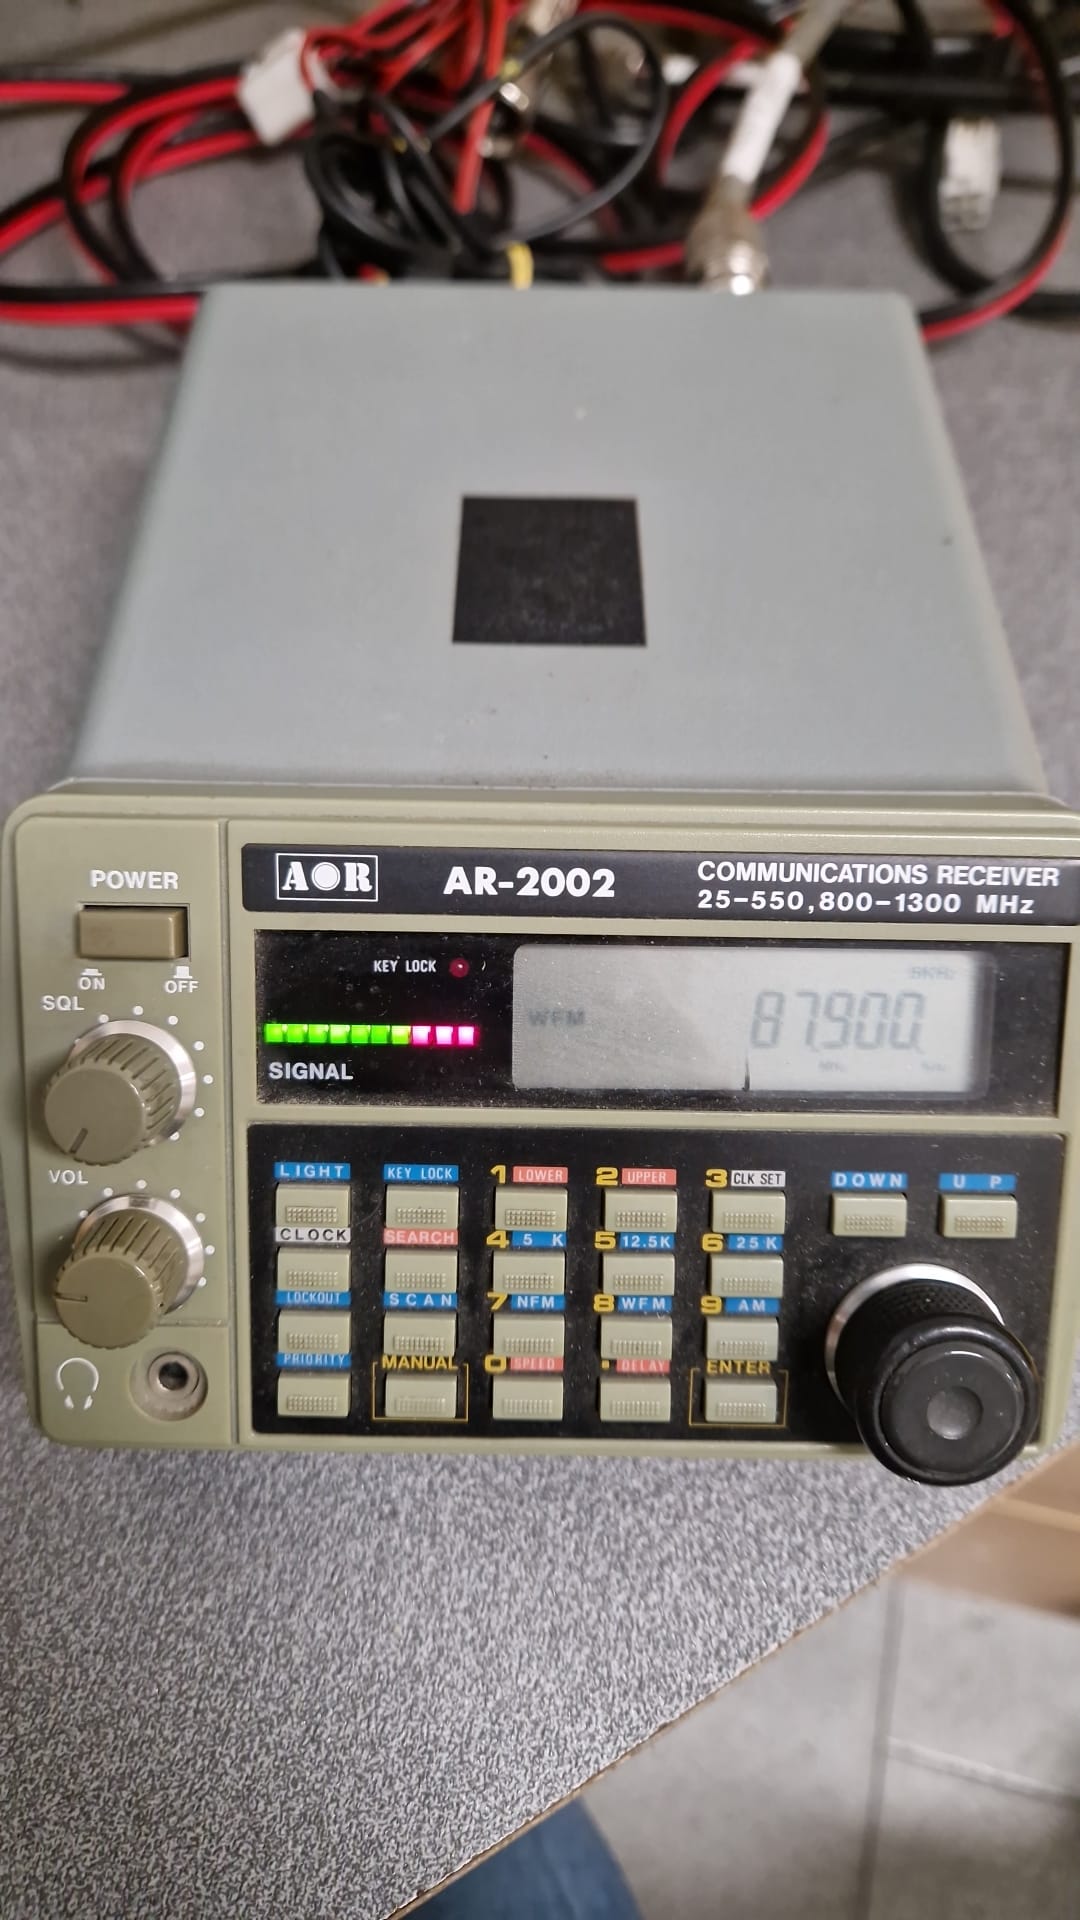 POWER
ON
OFF
AOR
AR-2002
COMMUNICATIONS RECEIVER
25-550,800-1300 MHz
KEY LOCK
SIGNAL
WFM
5KHz
87.900
MHz
SQL
VOL
LIGHT
KEY LOCK
1 LOWER
2 UPPER
3 CLK SET
DOWN
UP
CLOCK
SEARCH
4 5 K
5 12.5K
6 25 K
LOCKOUT
SCAN
7 NFM
8 WFM
9 AM
PRIORITY
MANUAL
0 SPEED
• DELAY
ENTER